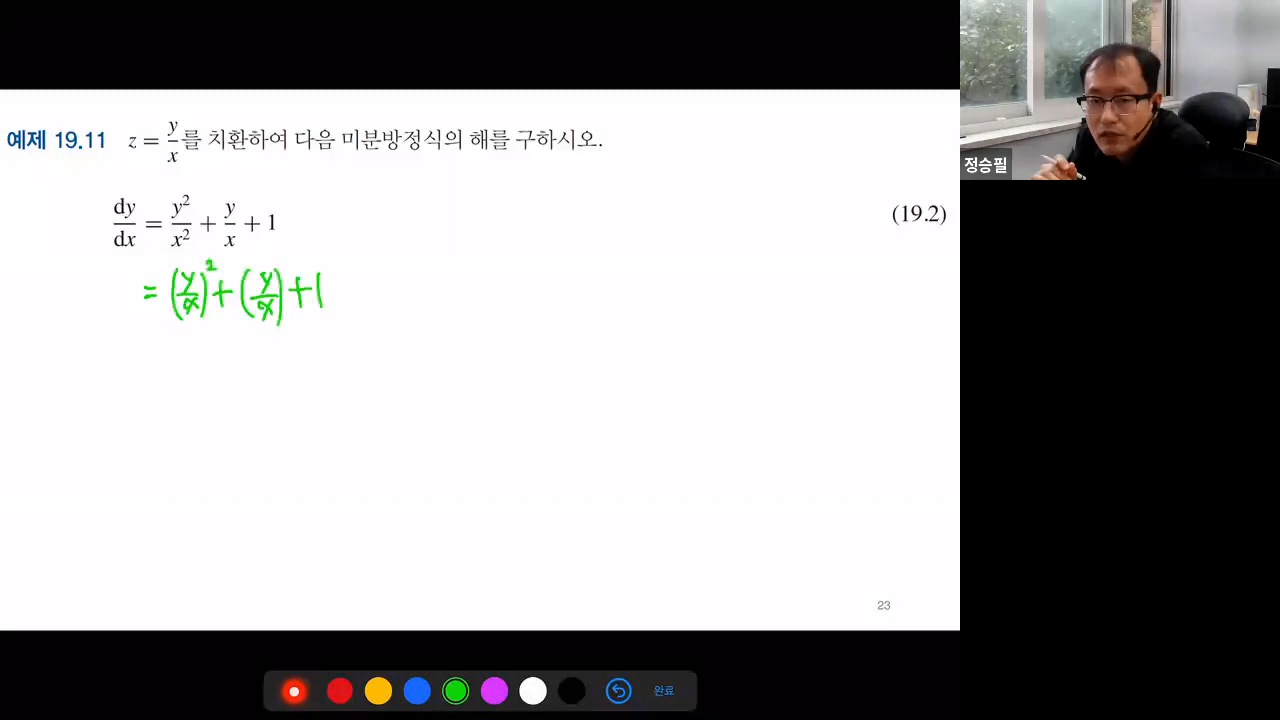 예제 19.11 z = y/x 를 치환하여 다음 미분방정식의 해를 구하시오.
dy/dx = y²/x² + y/x + 1 (19.2)
= (y/x)² + (y/x) + 1
23
정승필
완료